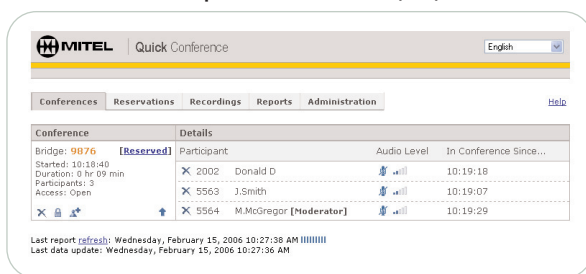 MITEL Quick Conference English
Conferences Reservations Recordings Reports Administration Help
Conference Details
Bridge: 9876 [Reserved] Participant Audio Level In Conference Since...
Started: 10:18:40
Duration: 0 hr 09 min
Participants: 3
Access: Open
2002 Donald D 10:19:18
5563 J.Smith 10:19:07
5564 M.McGregor [Moderator] 10:19:29
Last report refresh: Wednesday, February 15, 2006 10:27:38 AM
Last data update: Wednesday, February 15, 2006 10:27:36 AM